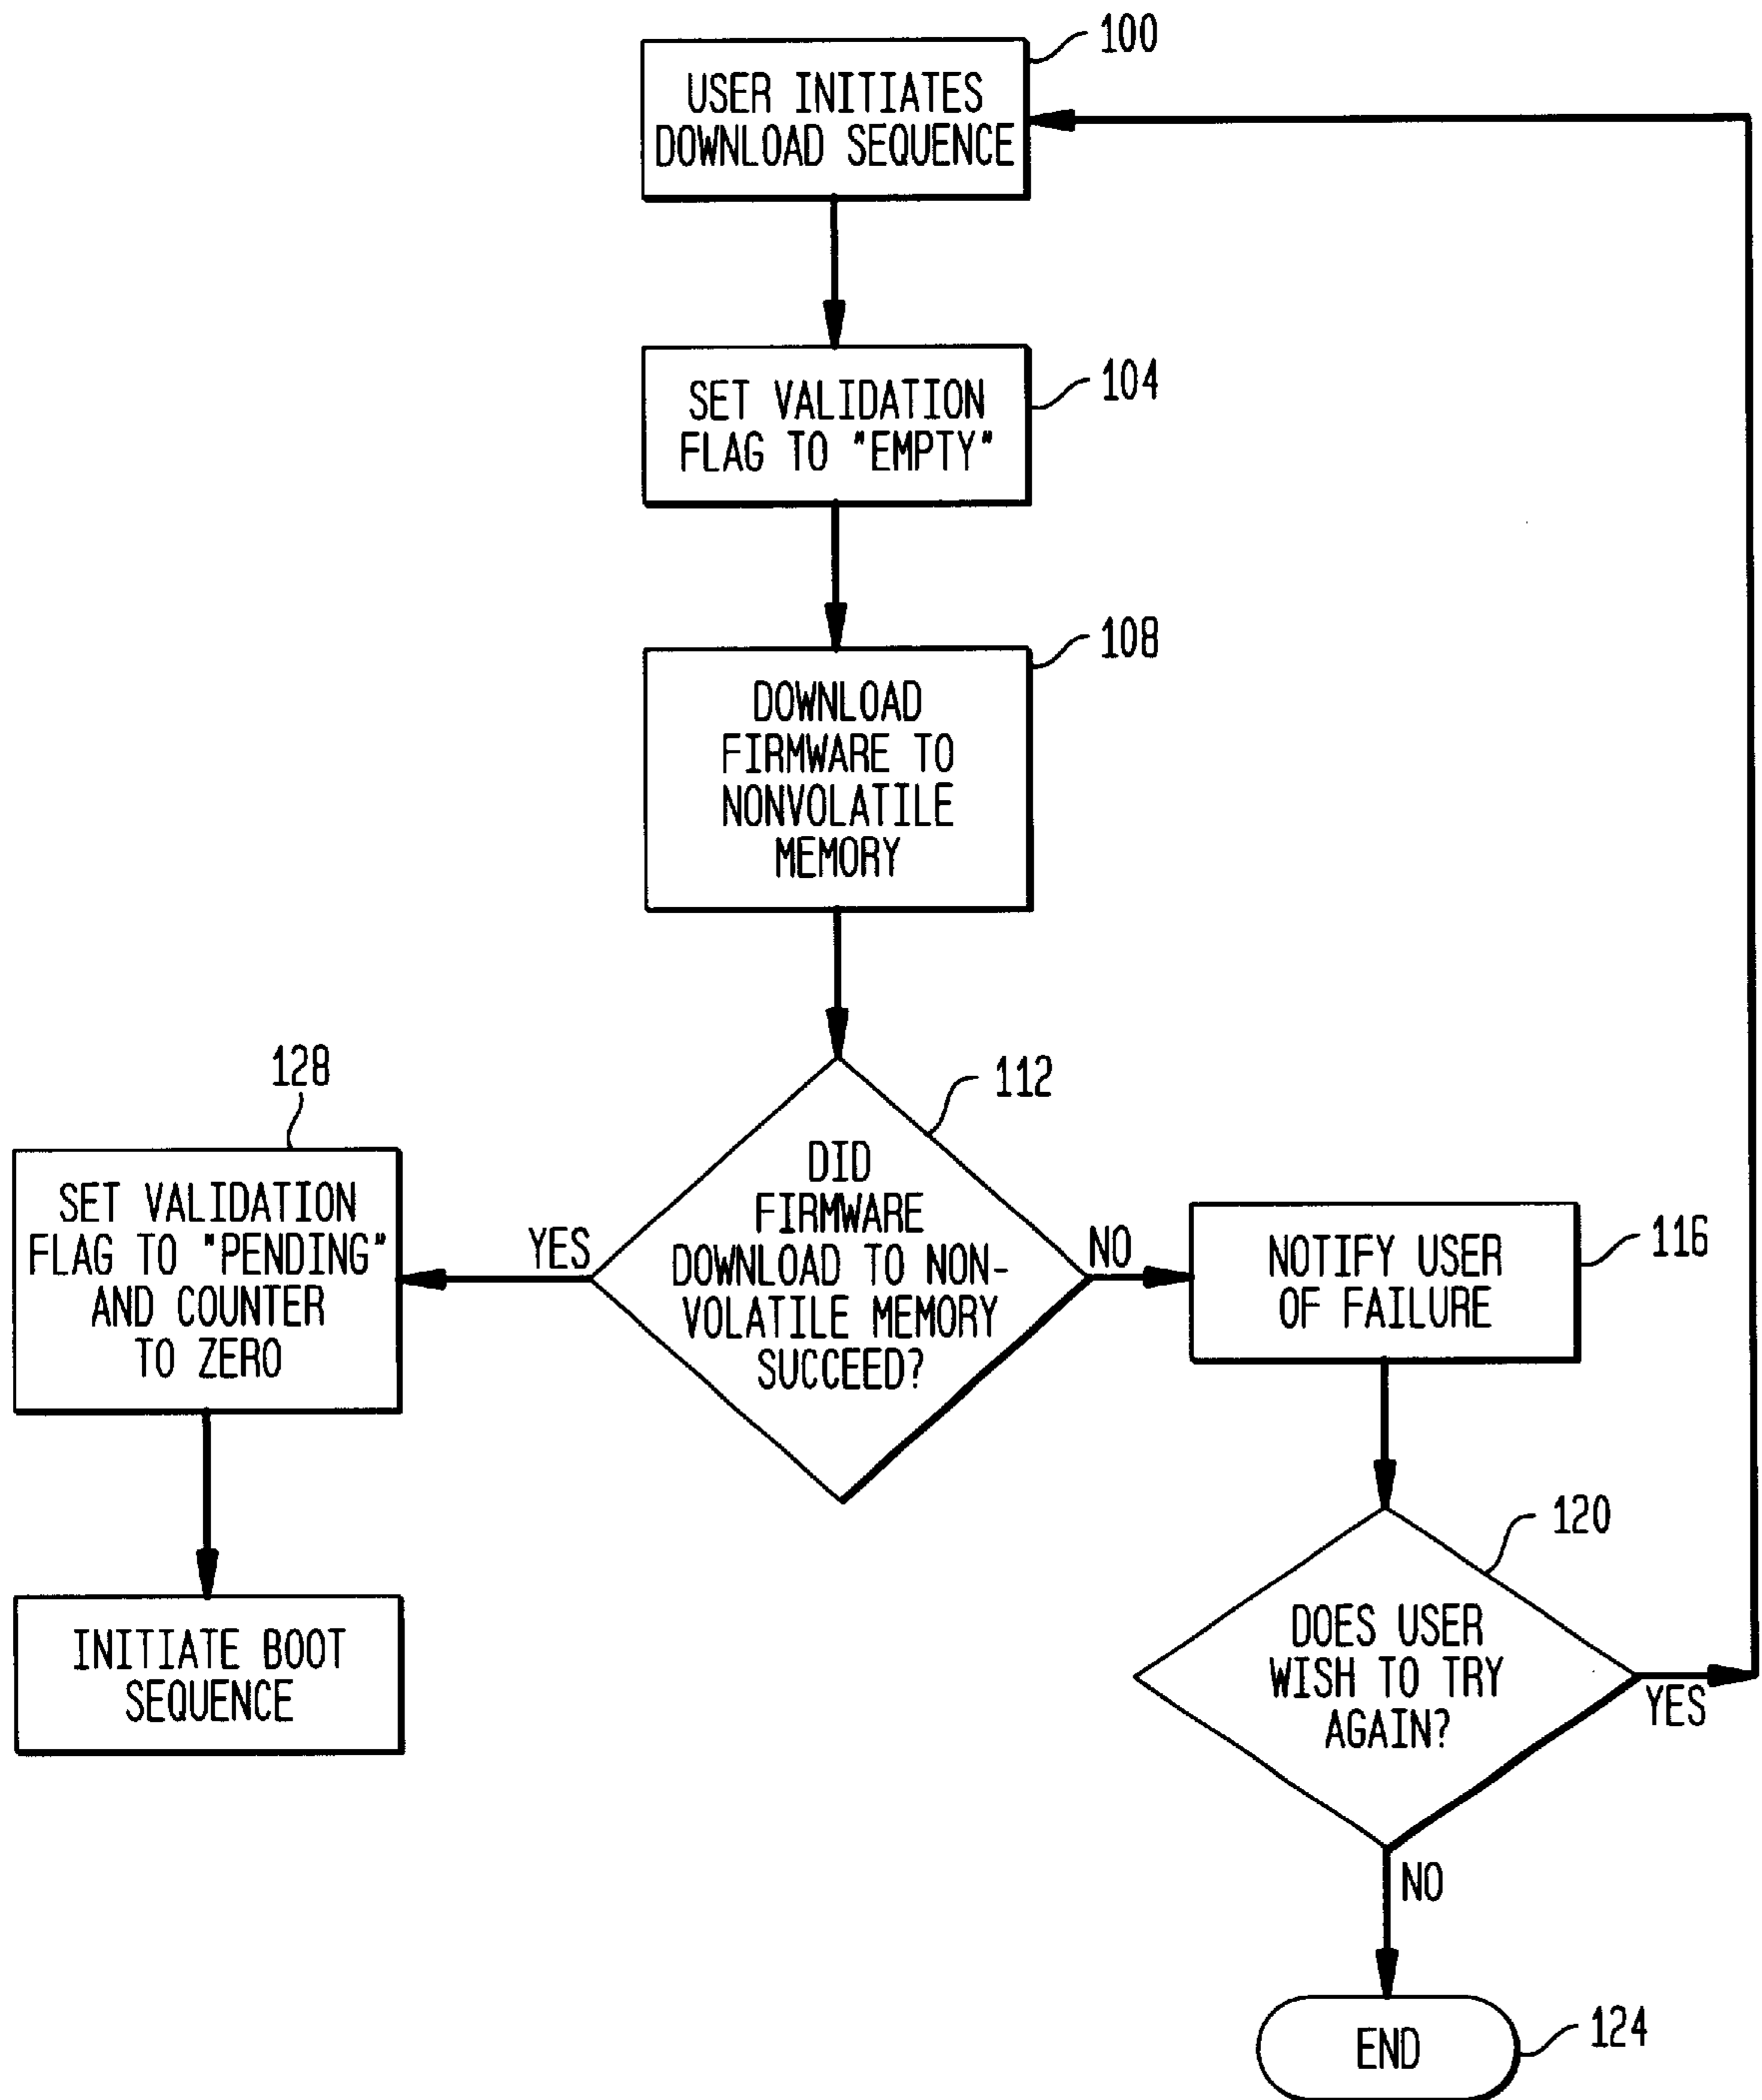 100
USER INITIATES
DOWNLOAD SEQUENCE
104
SET VALIDATION
FLAG TO "EMPTY"
108
DOWNLOAD
FIRMWARE TO
NONVOLATILE
MEMORY
112
DID
FIRMWARE
DOWNLOAD TO NON-
VOLATILE MEMORY
SUCCEED?
YES
NO
128
SET VALIDATION
FLAG TO "PENDING"
AND COUNTER
TO ZERO
INITIATE BOOT
SEQUENCE
116
NOTIFY USER
OF FAILURE
120
DOES USER
WISH TO TRY
AGAIN?
YES
NO
END
124